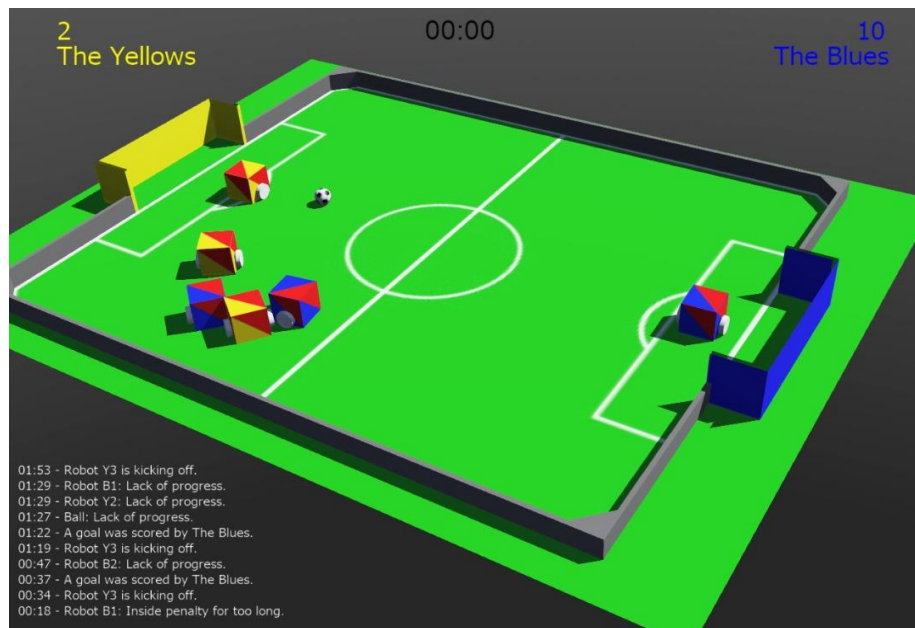 2
The Yellows
00:00
10
The Blues
01:53 - Robot Y3 is kicking off.
01:29 - Robot B1: Lack of progress.
01:29 - Robot Y2: Lack of progress.
01:27 - Ball: Lack of progress.
01:22 - A goal was scored by The Blues.
01:19 - Robot Y3 is kicking off.
00:47 - Robot B2: Lack of progress.
00:37 - A goal was scored by The Blues.
00:34 - Robot Y3 is kicking off.
00:18 - Robot B1: Inside penalty for too long.